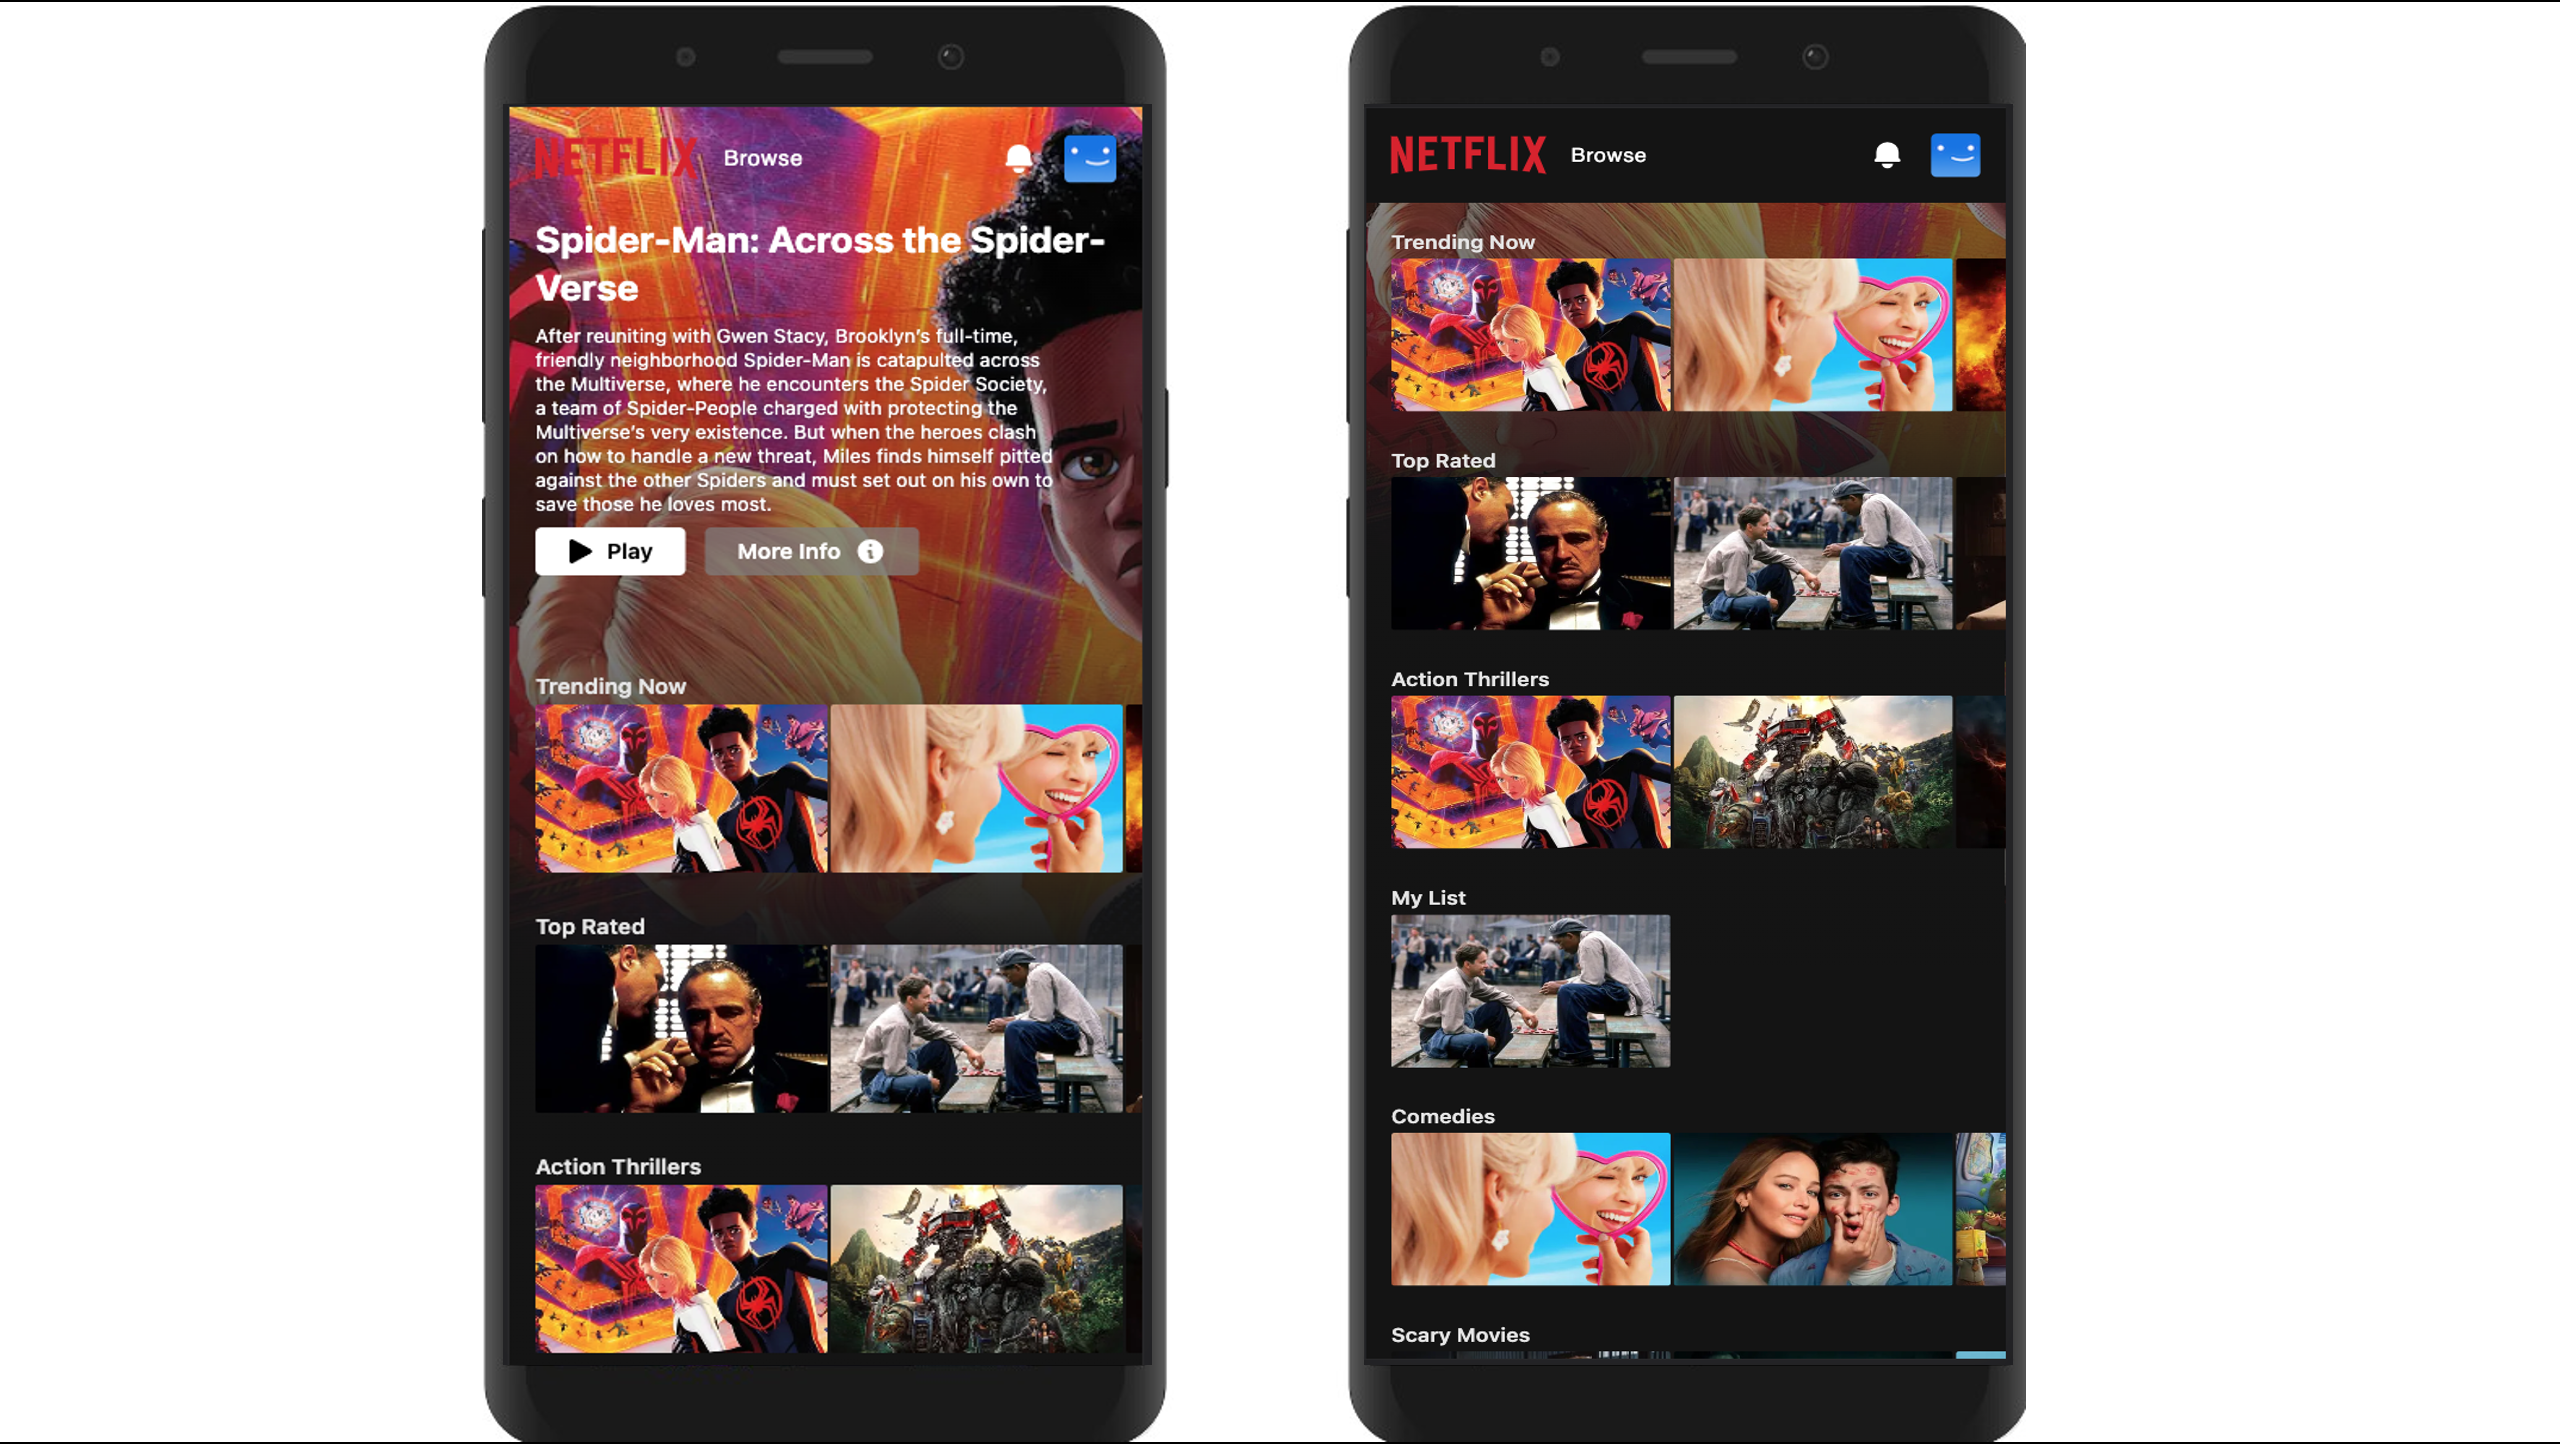 NETFLIX Browse
Spider-Man: Across the Spider-
Verse
After reuniting with Gwen Stacy, Brooklyn's full-time,
friendly neighborhood Spider-Man is catapulted across
the Multiverse, where he encounters the Spider Society,
a team of Spider-People charged with protecting the
Multiverse's very existence. But when the heroes clash
on how to handle a new threat, Miles finds himself pitted
against the other Spiders and must set out on his own to
save those he loves most.
Play More Info
Trending Now
Top Rated
Action Thrillers
NETFLIX Browse
Trending Now
Top Rated
Action Thrillers
My List
Comedies
Scary Movies